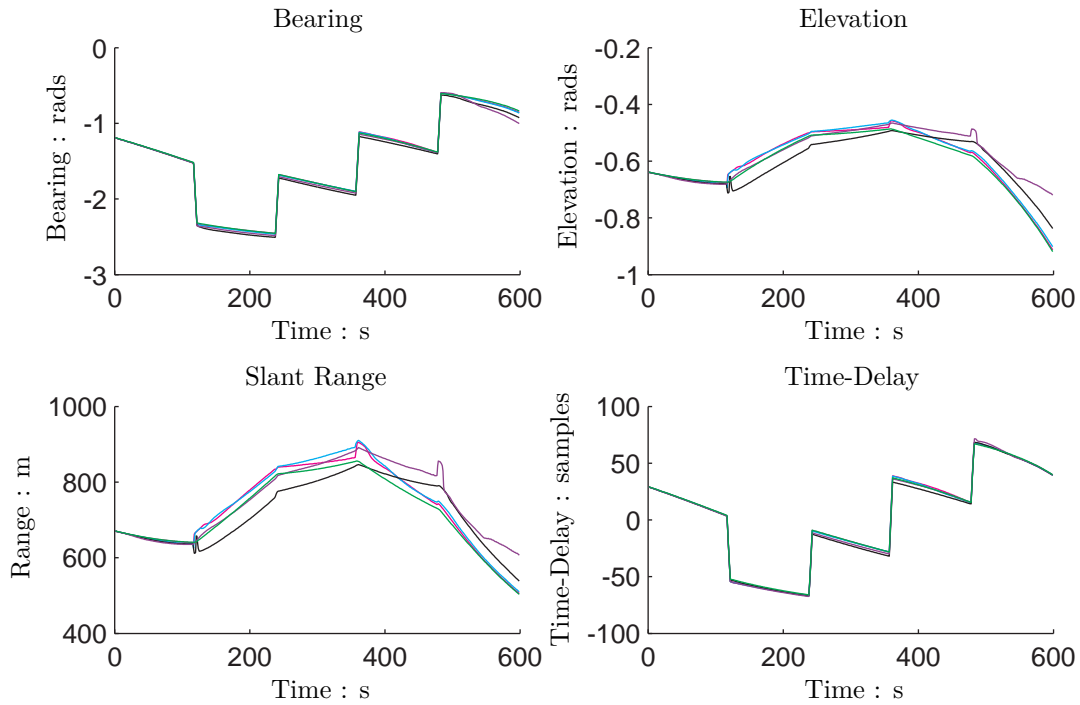 Bearing
0
-1
-2
-3
Bearing : rads
0 200 400 600
Time : s
Elevation
-0.2
-0.4
-0.6
-0.8
-1
Elevation : rads
0 200 400 600
Time : s
Slant Range
1000
800
600
400
Range : m
0 200 400 600
Time : s
Time-Delay
100
50
0
-50
-100
Time-Delay : samples
0 200 400 600
Time : s